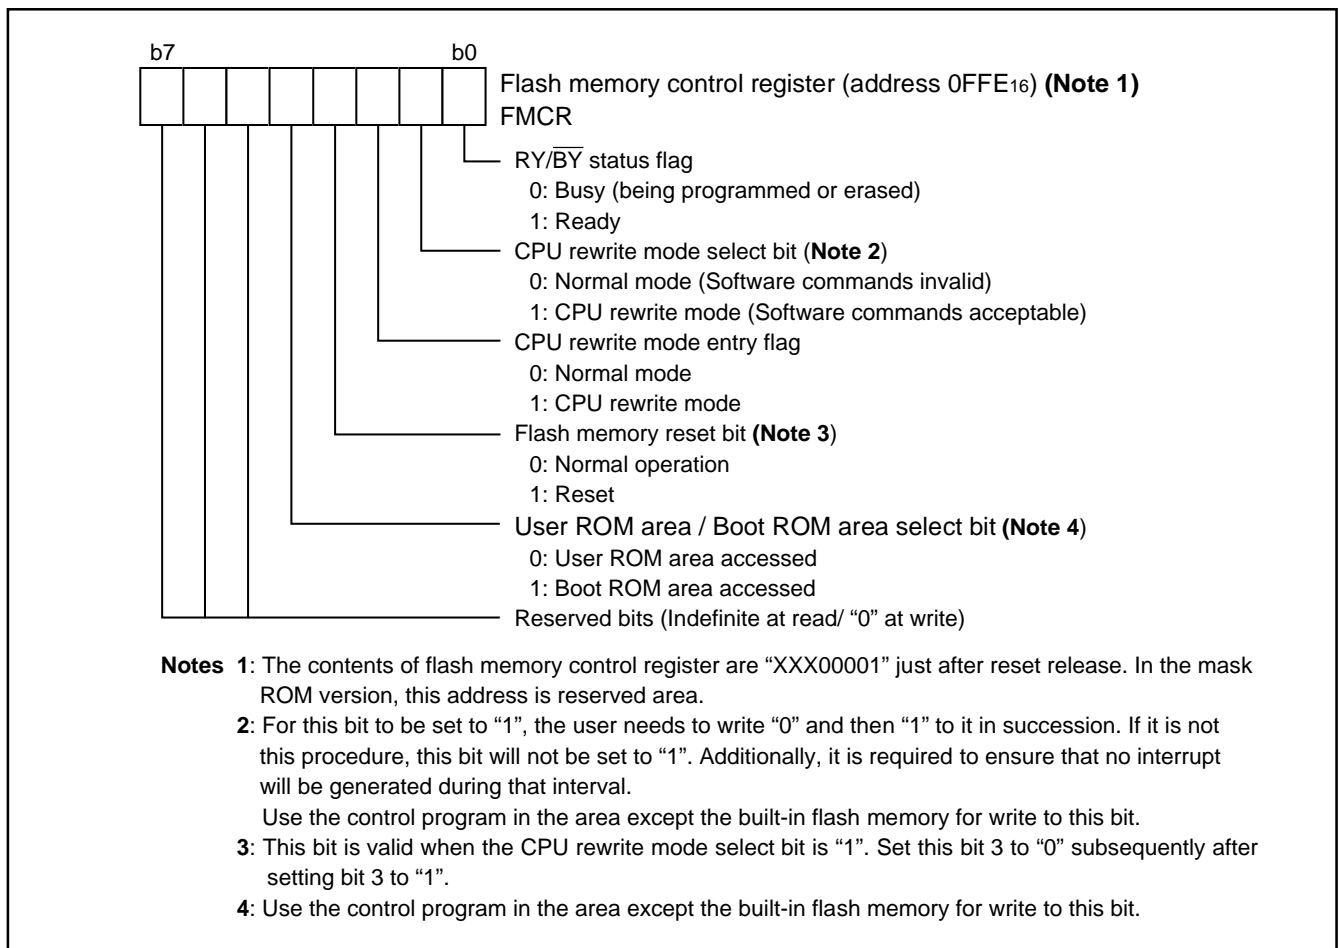 b7 b0
Flash memory control register (address 0FFE16) (Note 1)
FMCR
RY/BY status flag
0: Busy (being programmed or erased)
1: Ready
CPU rewrite mode select bit (Note 2)
0: Normal mode (Software commands invalid)
1: CPU rewrite mode (Software commands acceptable)
CPU rewrite mode entry flag
0: Normal mode
1: CPU rewrite mode
Flash memory reset bit (Note 3)
0: Normal operation
1: Reset
User ROM area / Boot ROM area select bit (Note 4)
0: User ROM area accessed
1: Boot ROM area accessed
Reserved bits (Indefinite at read/ “0” at write)
Notes 1: The contents of flash memory control register are “XXX00001” just after reset release. In the mask
ROM version, this address is reserved area.
2: For this bit to be set to “1”, the user needs to write “0” and then “1” to it in succession. If it is not
this procedure, this bit will not be set to “1”. Additionally, it is required to ensure that no interrupt
will be generated during that interval.
Use the control program in the area except the built-in flash memory for write to this bit.
3: This bit is valid when the CPU rewrite mode select bit is “1”. Set this bit 3 to “0” subsequently after
setting bit 3 to “1”.
4: Use the control program in the area except the built-in flash memory for write to this bit.